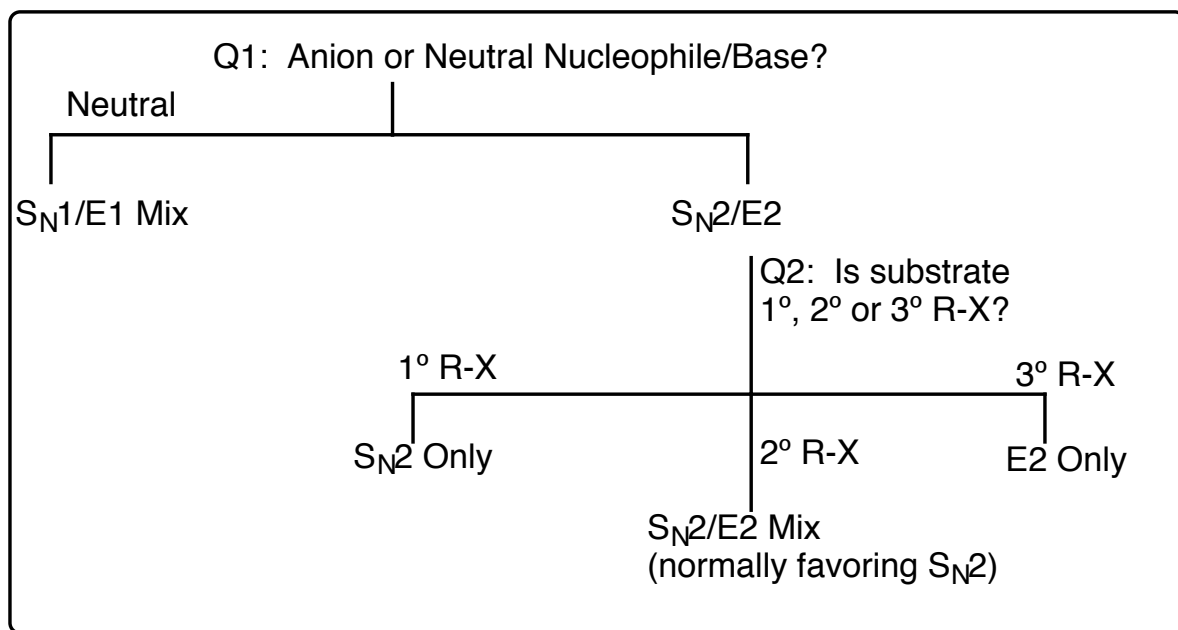 Q1: Anion or Neutral Nucleophile/Base?
Neutral
SN1/E1 Mix
SN2/E2
Q2: Is substrate
1º, 2º or 3º R-X?
1º R-X
3º R-X
SN2 Only
2º R-X
E2 Only
SN2/E2 Mix
(normally favoring SN2)